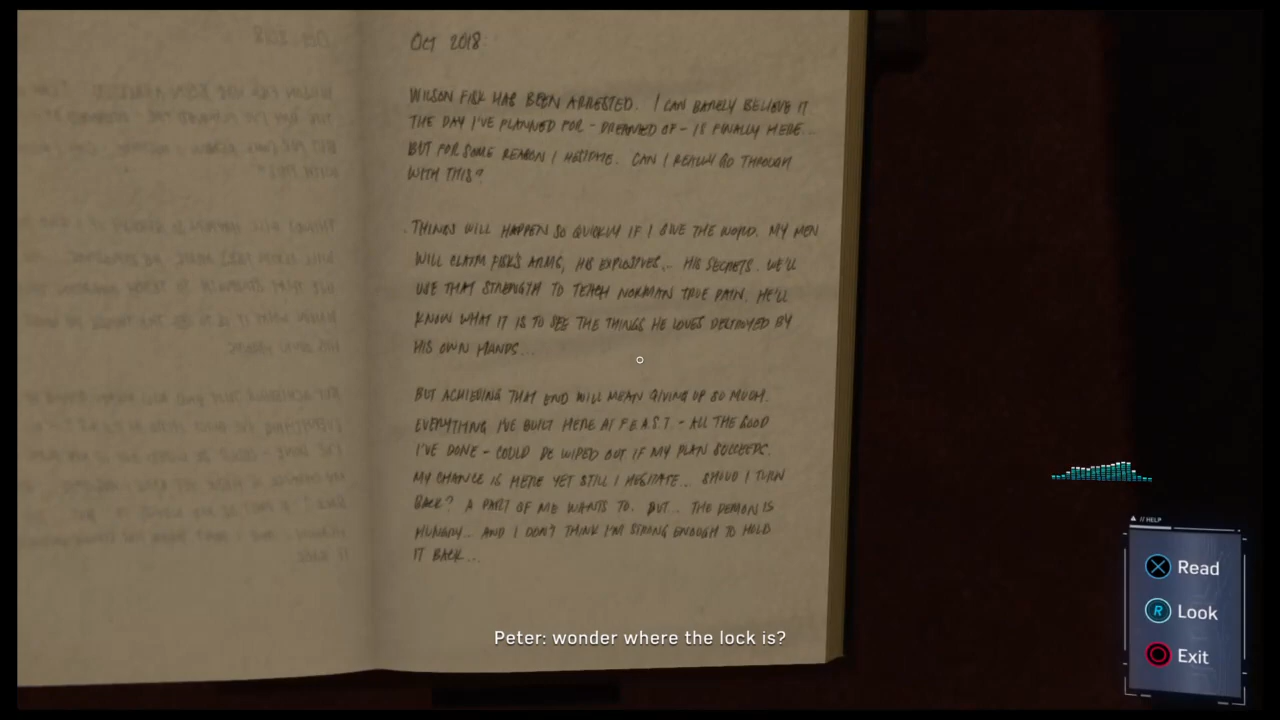 OCT 2018
WILSON FISK HAS BEEN ARRESTED. I CAN BARELY BELIEVE IT
THE DAY I'VE PLANNED FOR - DREAMED OF - IS FINALLY HERE...
BUT FOR SOME REASON I HESITATE. CAN I REALLY GO THROUGH
WITH THIS?
THINGS WILL HAPPEN SO QUICKLY IF I GIVE THE WORD. MY MEN
WILL CLAIM FISK'S ARMS, HIS EXPLOSIVES... HIS SECRETS. WE'LL
USE THAT STRENGTH TO TEACH NORMAN TRUE PAIN. HE'LL
KNOW WHAT IT IS TO SEE THE THINGS HE LOVES DESTROYED BY
HIS OWN HANDS...
BUT ACHIEVING THAT END WILL MEAN GIVING UP SO MUCH.
EVERYTHING I'VE BUILT HERE AT F.E.A.S.T. - ALL THE GOOD
I'VE DONE - COULD BE WIPED OUT IF MY PLAN SUCCEEDS.
MY CHANCE IS HERE YET STILL I HESITATE... SHOULD I TURN
BACK? A PART OF ME WANTS TO. BUT... THE DEMON IS
HUNGRY... AND I DON'T THINK I'M STRONG ENOUGH TO HOLD
IT BACK...
Peter: wonder where the lock is?
// HELP
Read
R Look
Exit